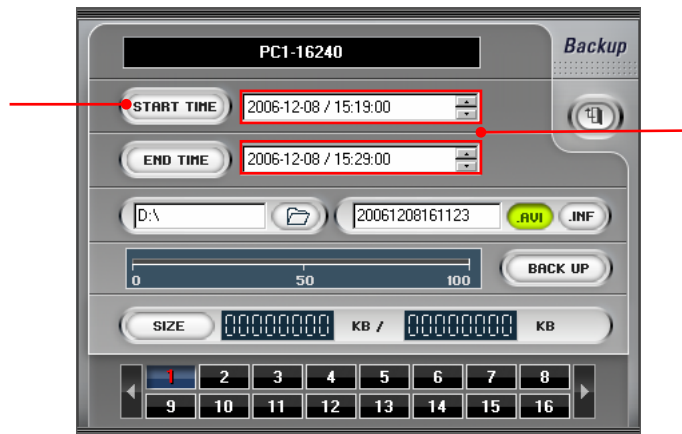 PC1-16240
Backup
START TIME 2006-12-08 / 15:19:00
END TIME 2006-12-08 / 15:29:00
D:\ 20061208161123 .AVI .INF
0 50 100 BACK UP
SIZE 00000000 KB / 00000000 KB
1 2 3 4 5 6 7 8
9 10 11 12 13 14 15 16